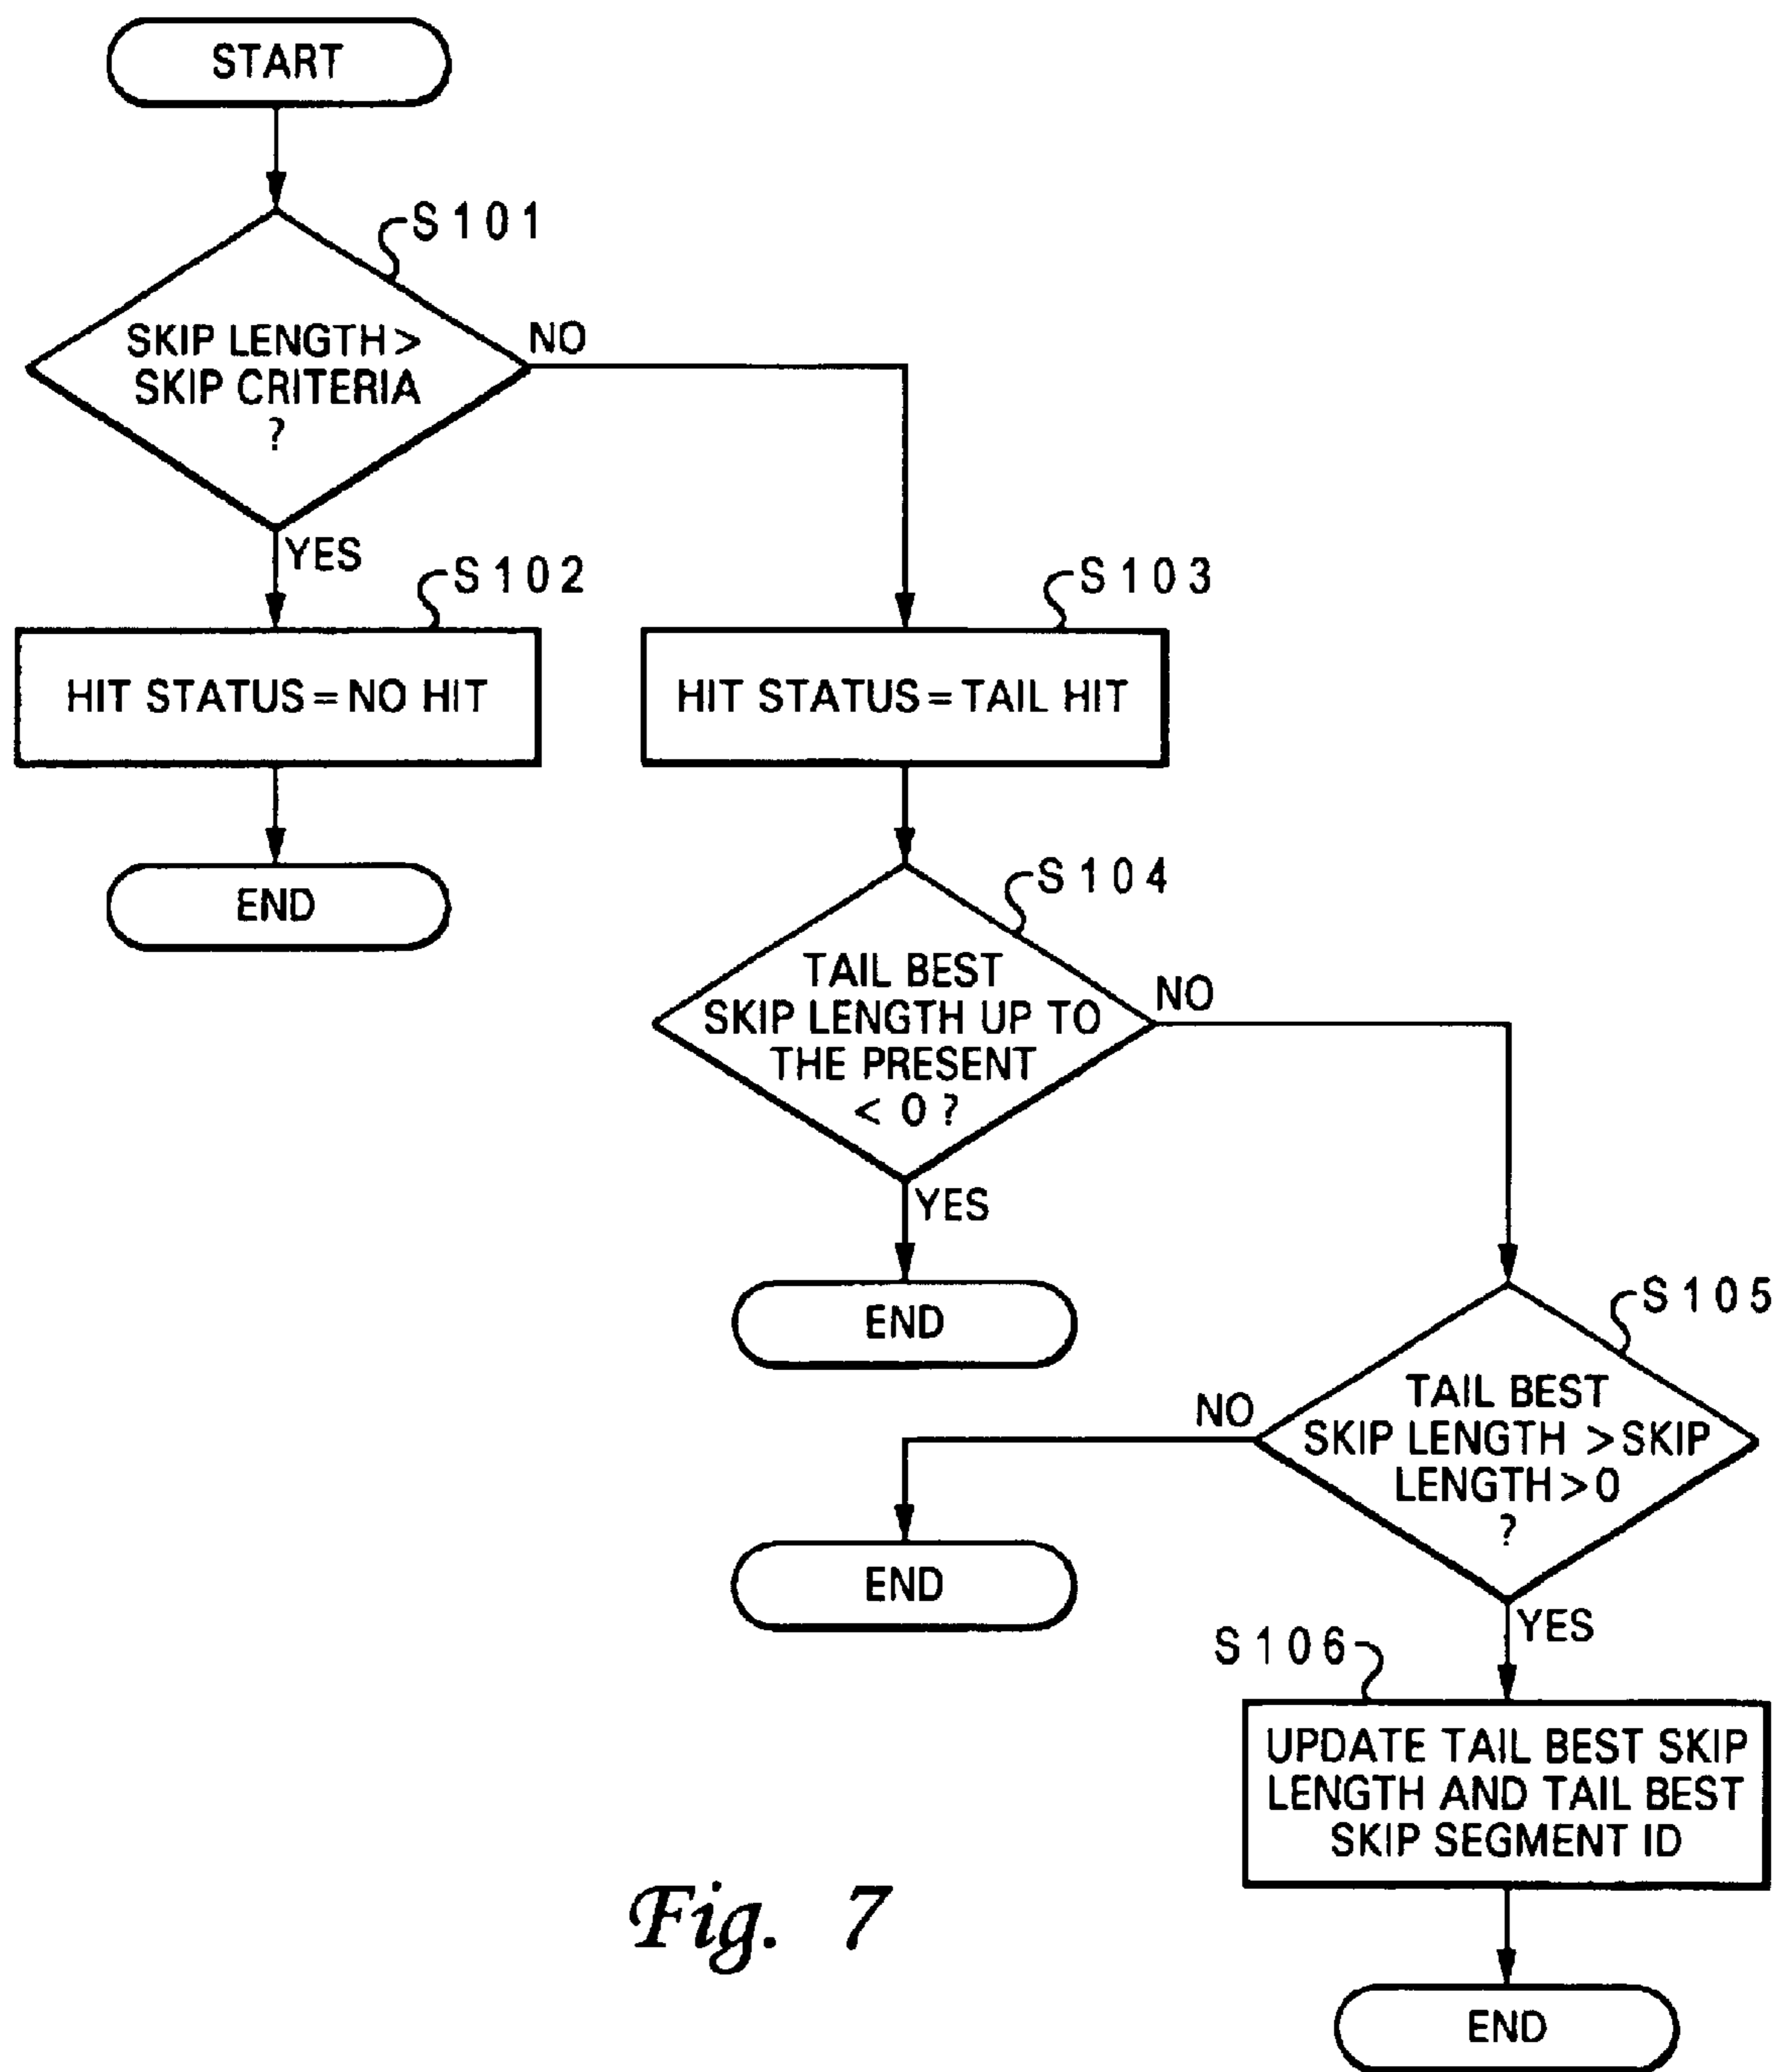 START
S101
SKIP LENGTH >
SKIP CRITERIA
?
NO
YES
S102
S103
HIT STATUS = NO HIT
HIT STATUS = TAIL HIT
END
S104
TAIL BEST
SKIP LENGTH UP TO
THE PRESENT
< 0 ?
NO
YES
END
S105
TAIL BEST
SKIP LENGTH > SKIP
LENGTH > 0
?
NO
END
YES
S106
UPDATE TAIL BEST SKIP
LENGTH AND TAIL BEST
SKIP SEGMENT ID
END
Fig. 7